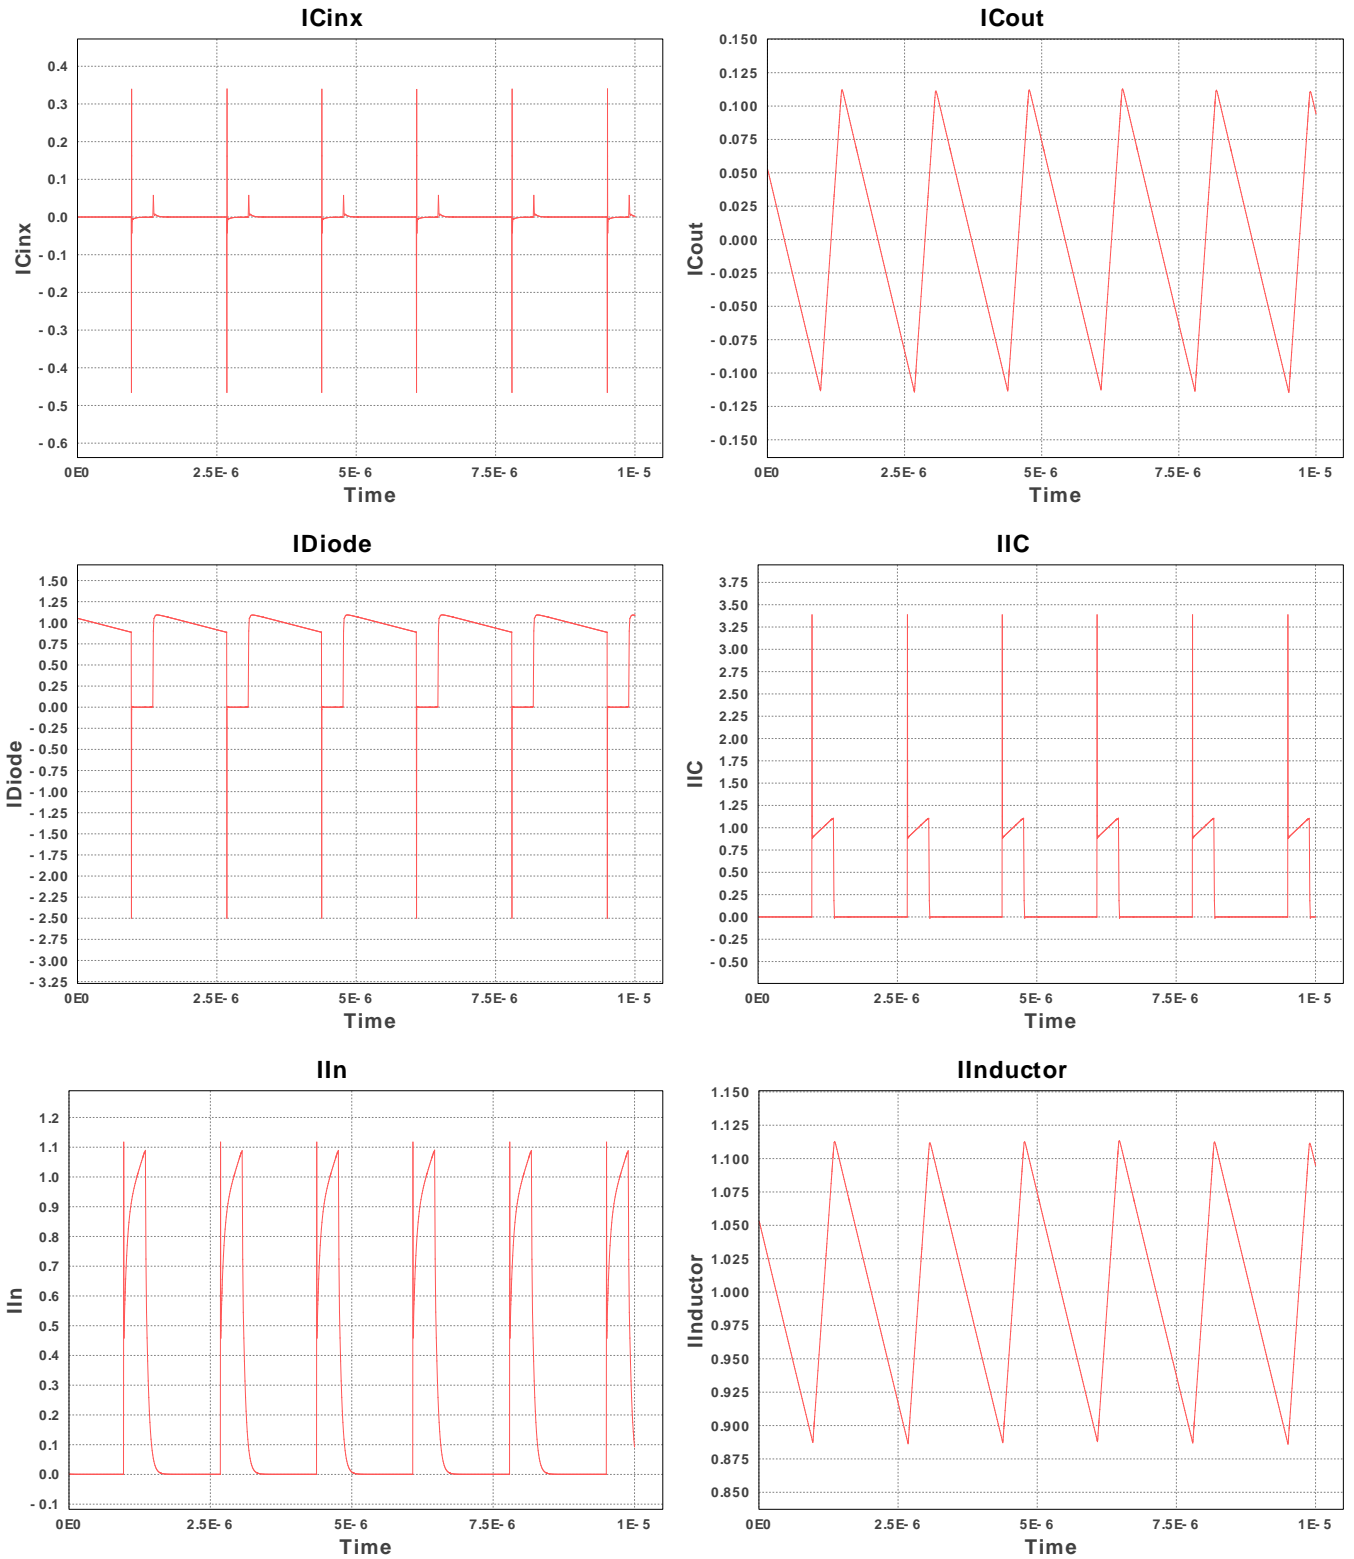 ICinx
0.4
0.3
0.2
0.1
0.0
- 0.1
- 0.2
- 0.3
- 0.4
- 0.5
- 0.6
ICinx
0E0
2.5E- 6
5E- 6
7.5E- 6
1E- 5
Time
ICout
0.150
0.125
0.100
0.075
0.050
0.025
0.000
- 0.025
- 0.050
- 0.075
- 0.100
- 0.125
- 0.150
ICout
0E0
2.5E- 6
5E- 6
7.5E- 6
1E- 5
Time
IDiode
1.50
1.25
1.00
0.75
0.50
0.25
0.00
- 0.25
- 0.50
- 0.75
- 1.00
- 1.25
- 1.50
- 1.75
- 2.00
- 2.25
- 2.50
- 2.75
- 3.00
- 3.25
IDiode
0E0
2.5E- 6
5E- 6
7.5E- 6
1E- 5
Time
IIC
3.75
3.50
3.25
3.00
2.75
2.50
2.25
2.00
1.75
1.50
1.25
1.00
0.75
0.50
0.25
0.00
- 0.25
- 0.50
IIC
0E0
2.5E- 6
5E- 6
7.5E- 6
1E- 5
Time
IIn
1.2
1.1
1.0
0.9
0.8
0.7
0.6
0.5
0.4
0.3
0.2
0.1
0.0
- 0.1
IIn
0E0
2.5E- 6
5E- 6
7.5E- 6
1E- 5
Time
IInductor
1.150
1.125
1.100
1.075
1.050
1.025
1.000
0.975
0.950
0.925
0.900
0.875
0.850
IInductor
0E0
2.5E- 6
5E- 6
7.5E- 6
1E- 5
Time